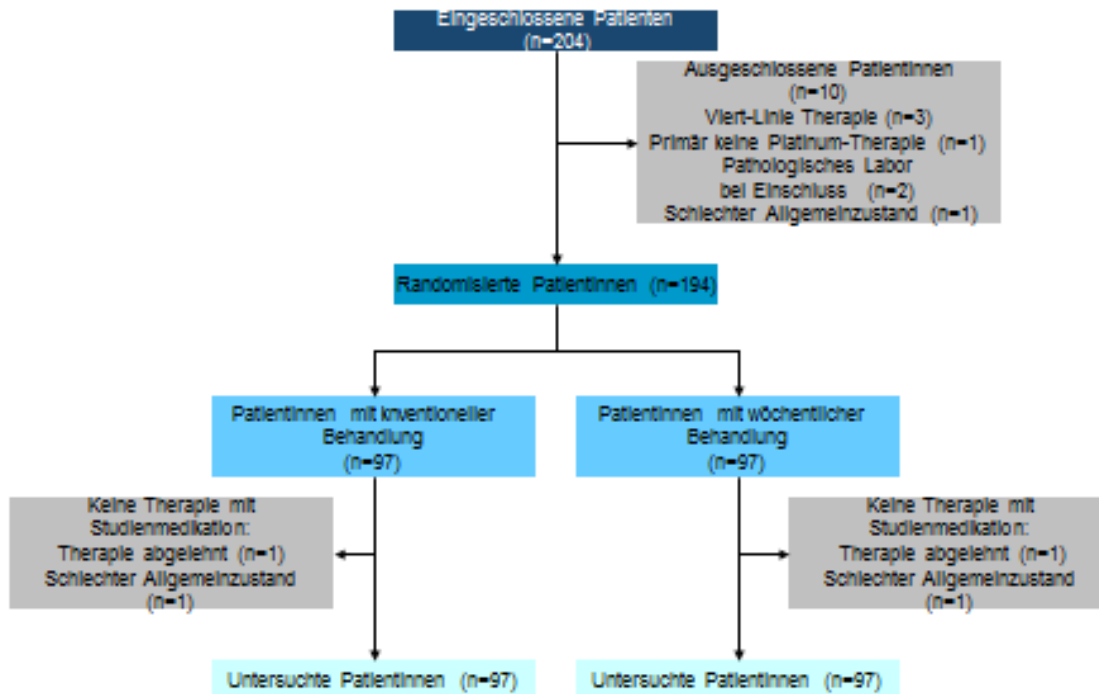 Eingeschlossene Patienten
(n=204)
Ausgeschlossene Patientinnen
(n=10)
Viert-Linie Therapie (n=3)
Primär keine Platinum-Therapie (n=1)
Pathologisches Labor
bei Einschluss (n=2)
Schlechter Allgemeinzustand (n=1)
Randomisierte Patientinnen (n=194)
Patientinnen mit knventioneller
Behandlung
(n=97)
Patientinnen mit wöchentlicher
Behandlung
(n=97)
Keine Therapie mit
Studienmedikation:
Therapie abgelehnt (n=1)
Schlechter Allgemeinzustand
(n=1)
Keine Therapie mit
Studienmedikation:
Therapie abgelehnt (n=1)
Schlechter Allgemeinzustand
(n=1)
Untersuchte Patientinnen (n=97)
Untersuchte Patientinnen (n=97)